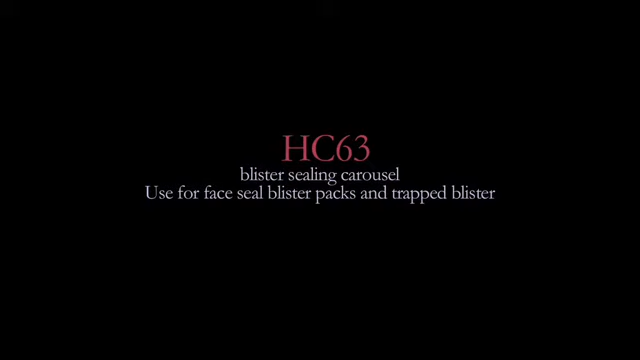 HC63
blister sealing carousel
Use for face seal blister packs and trapped blister